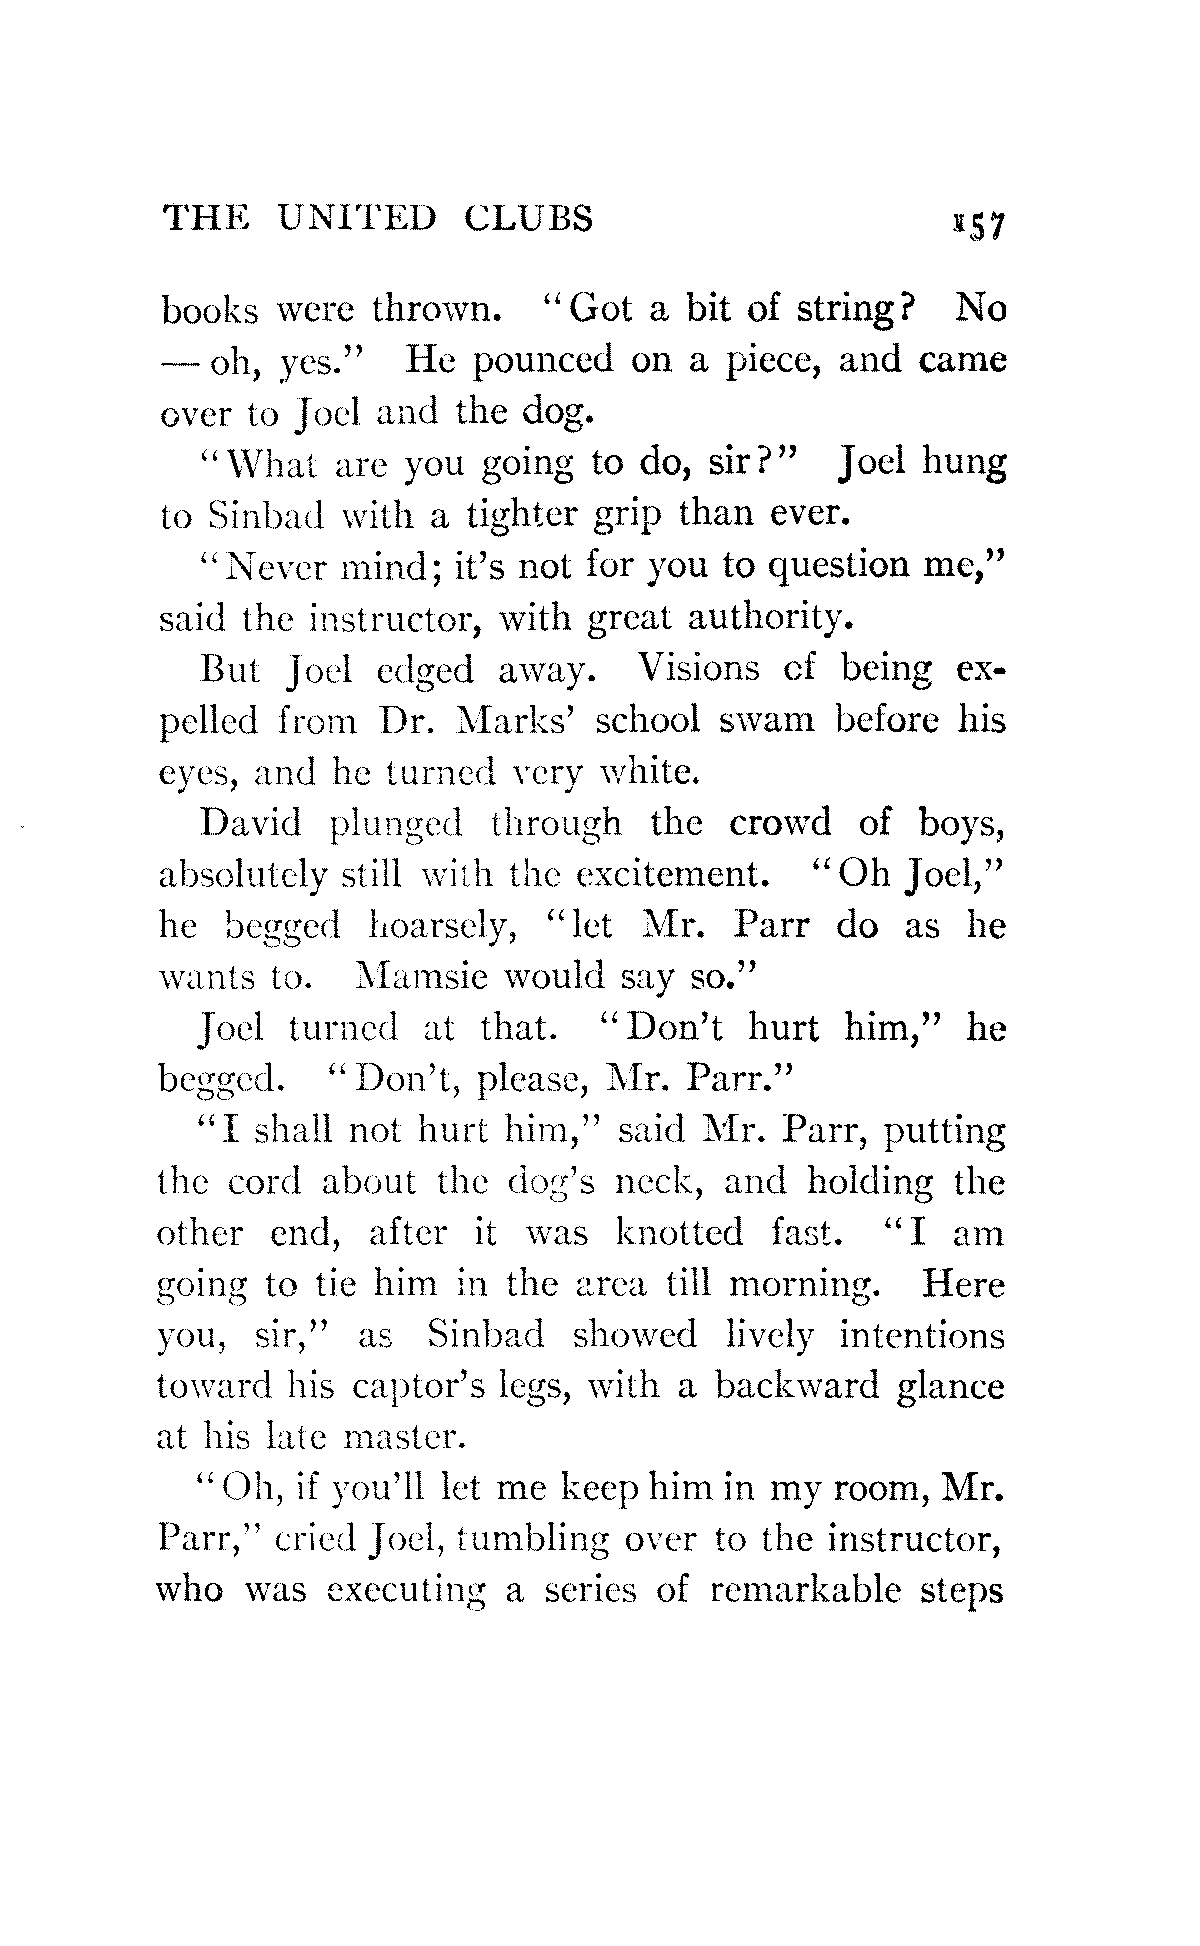 THE UNITED CLUBS 157
books were thrown. "Got a bit of string? No
— oh, yes." He pounced on a piece, and came
over to Joel and the dog.
"What are you going to do, sir?" Joel hung
to Sinbad with a tighter grip than ever.
"Never mind; it's not for you to question me,"
said the instructor, with great authority.
But Joel edged away. Visions of being ex-
pelled from Dr. Marks' school swam before his
eyes, and he turned very white.
David plunged through the crowd of boys,
absolutely still with the excitement. "Oh Joel,"
he begged hoarsely, "let Mr. Parr do as he
wants to. Mamsie would say so."
Joel turned at that. "Don't hurt him," he
begged. "Don't, please, Mr. Parr."
"I shall not hurt him," said Mr. Parr, putting
the cord about the dog's neck, and holding the
other end, after it was knotted fast. "I am
going to tie him in the area till morning. Here
you, sir," as Sinbad showed lively intentions
toward his captor's legs, with a backward glance
at his late master.
"Oh, if you'll let me keep him in my room, Mr.
Parr," cried Joel, tumbling over to the instructor,
who was executing a series of remarkable steps